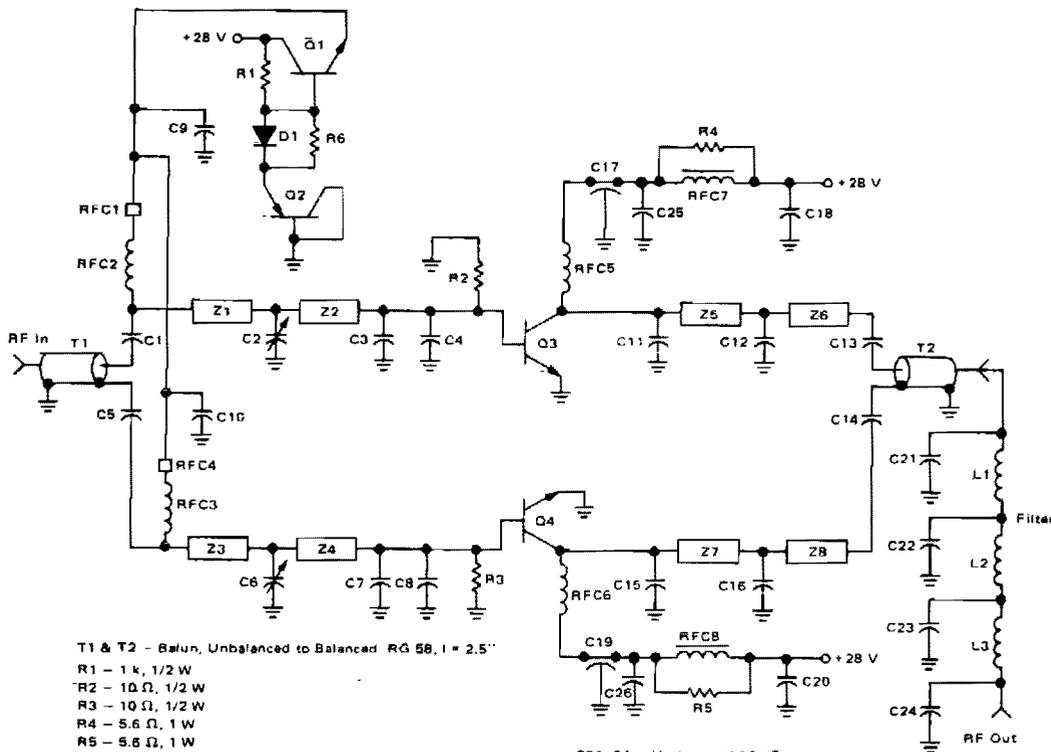 +28 V
Q1
R1
C9
D1
R6
Q2
RFC1
RFC2
R4
C17
+28 V
RFC7
C25
C18
R2
RFC5
Z1
Z2
C2
C3
C4
Q3
C11
Z5
C12
Z6
C13
RF In
T1
C1
T2
C5
C10
C14
RFC4
RFC3
C21
L1
Filter
Q4
Z3
Z4
C6
C7
C8
R3
RFC6
C15
Z7
C16
Z8
C22
L2
C23
L3
C19
RFC8
+28 V
C26
R5
C20
C24
RF Out
T1 & T2 – Balun, Unbalanced to Balanced RG 58, l = 2.5"
R1 – 1 k, 1/2 W
R2 – 10 Ω, 1/2 W
R3 – 10 Ω, 1/2 W
R4 – 5.6 Ω, 1 W
R5 – 5.6 Ω, 1 W